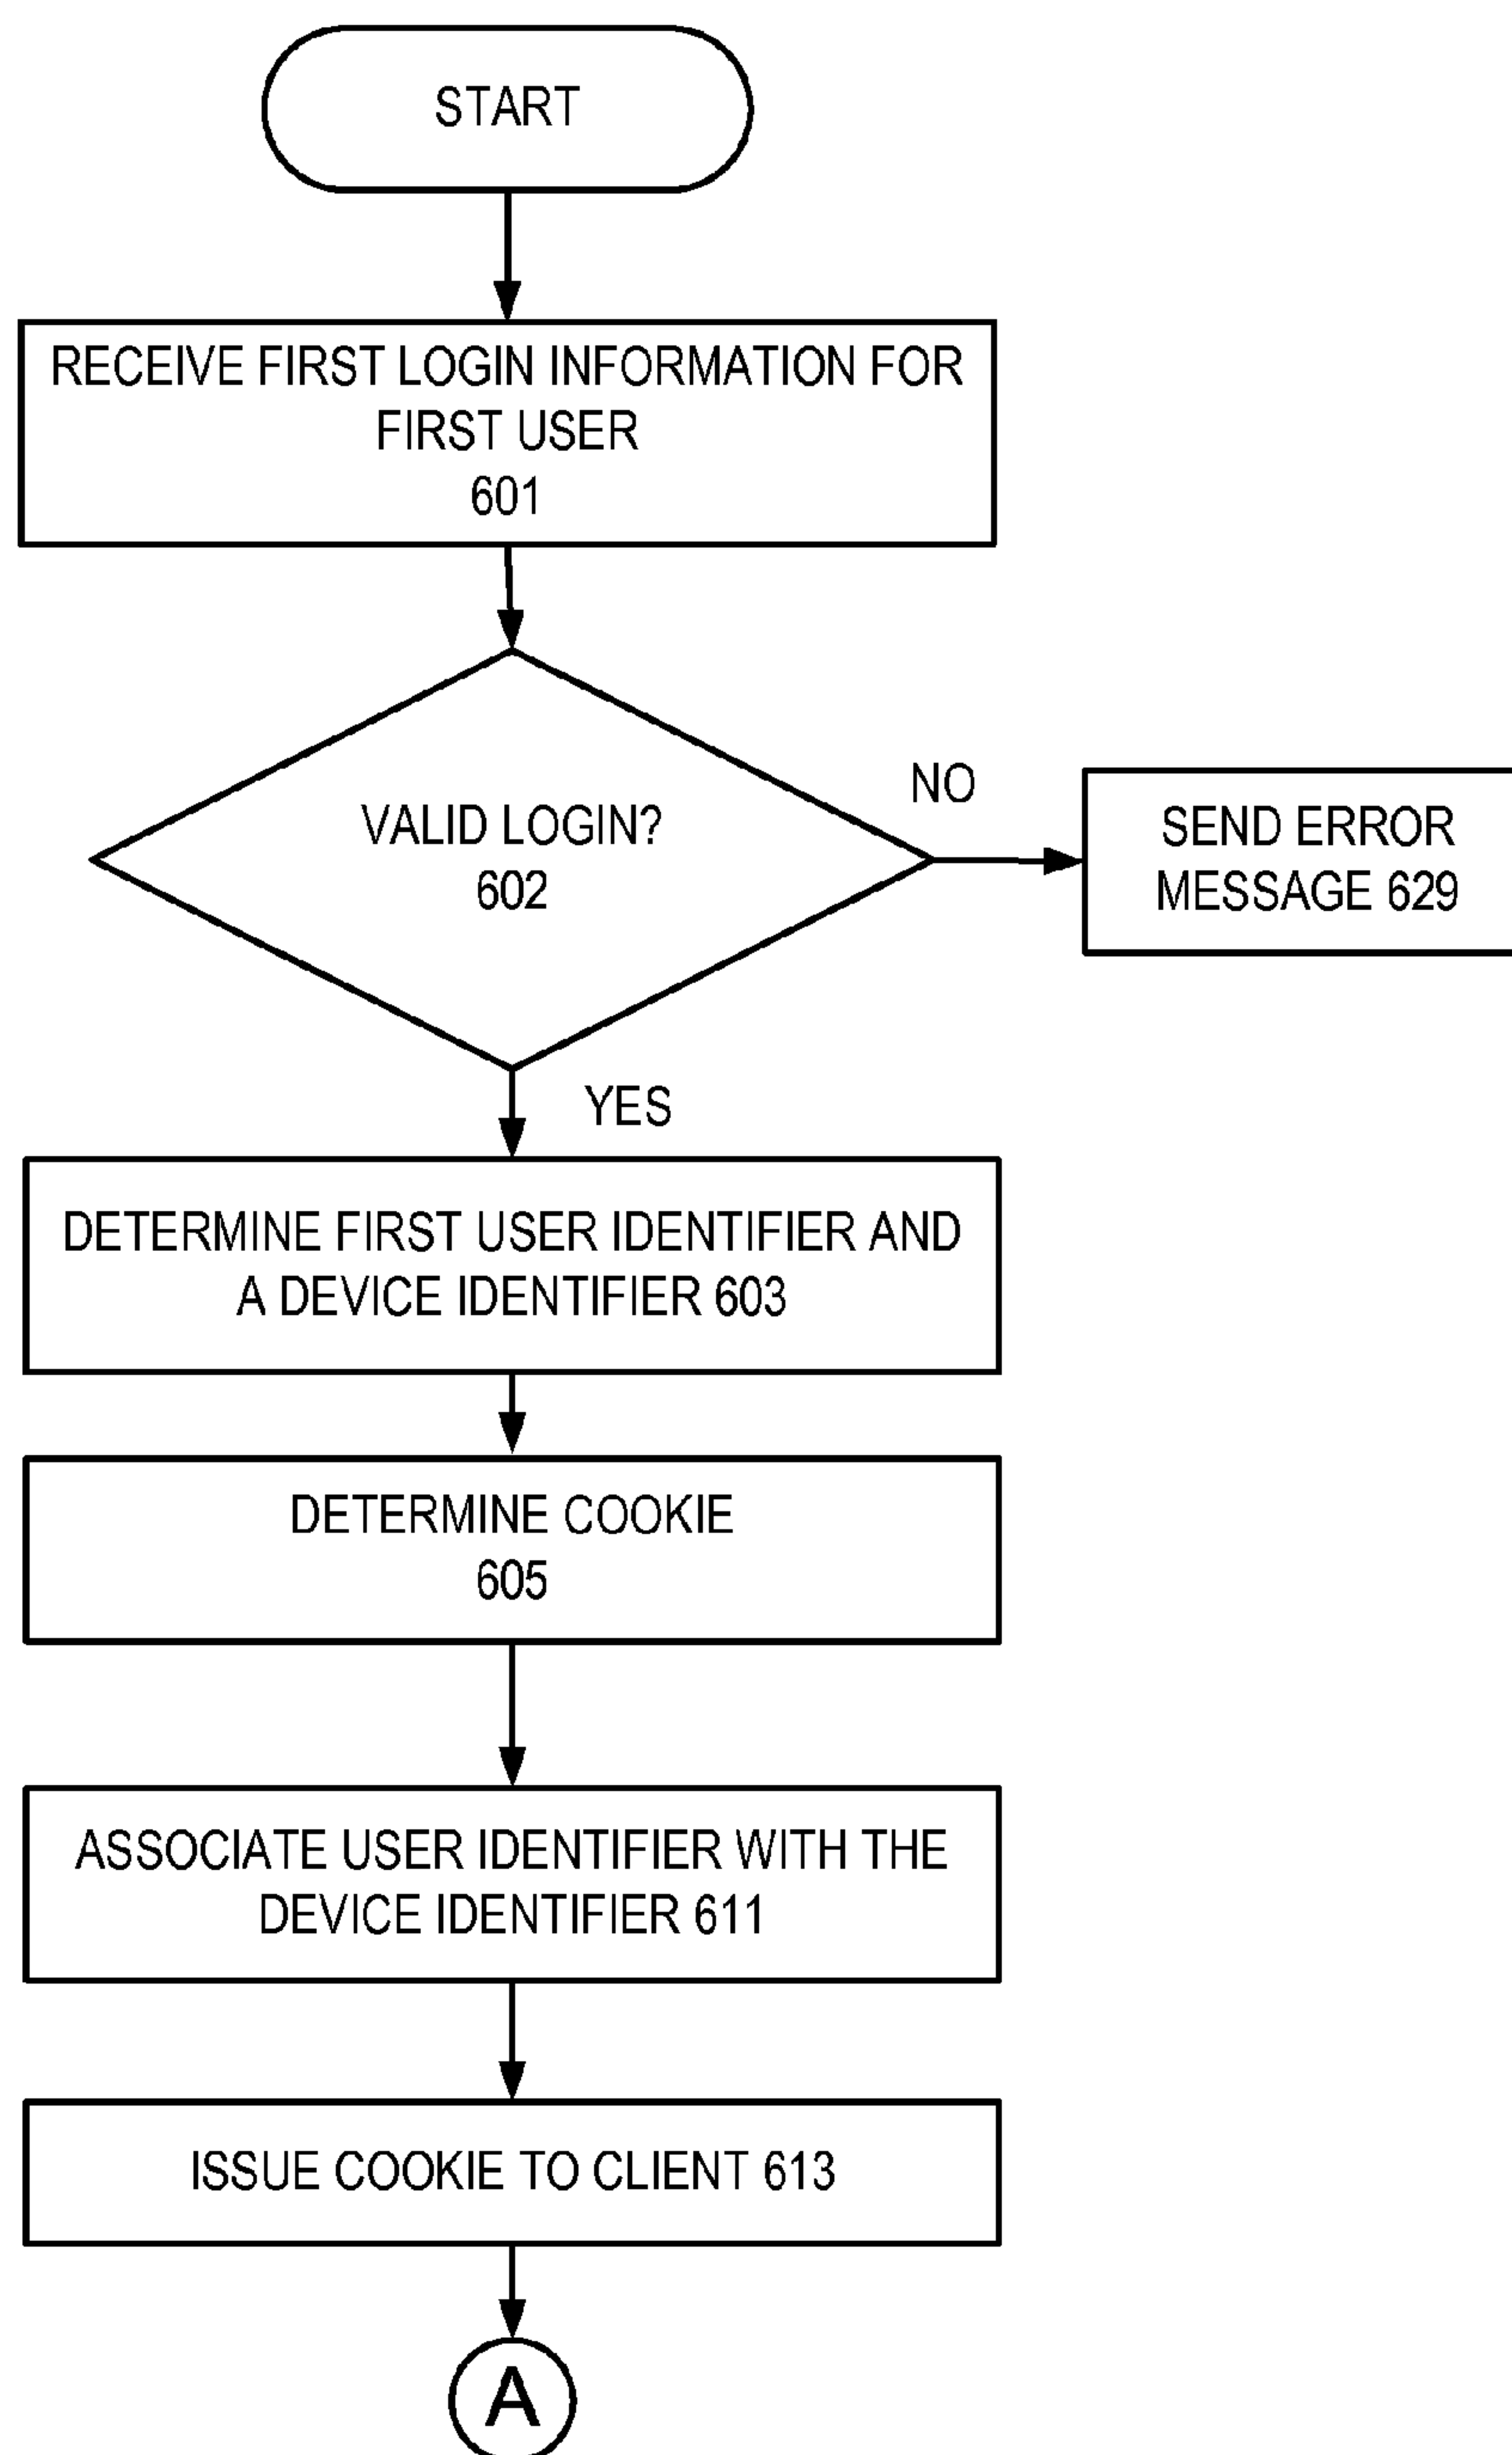 START
RECEIVE FIRST LOGIN INFORMATION FOR
FIRST USER
601
VALID LOGIN?
602
NO
SEND ERROR
MESSAGE 629
YES
DETERMINE FIRST USER IDENTIFIER AND
A DEVICE IDENTIFIER 603
DETERMINE COOKIE
605
ASSOCIATE USER IDENTIFIER WITH THE
DEVICE IDENTIFIER 611
ISSUE COOKIE TO CLIENT 613
A